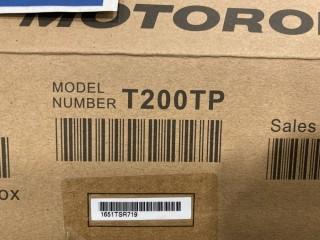 MOTORO
MODEL
NUMBER T200TP
Sales
OX
1651TSR719